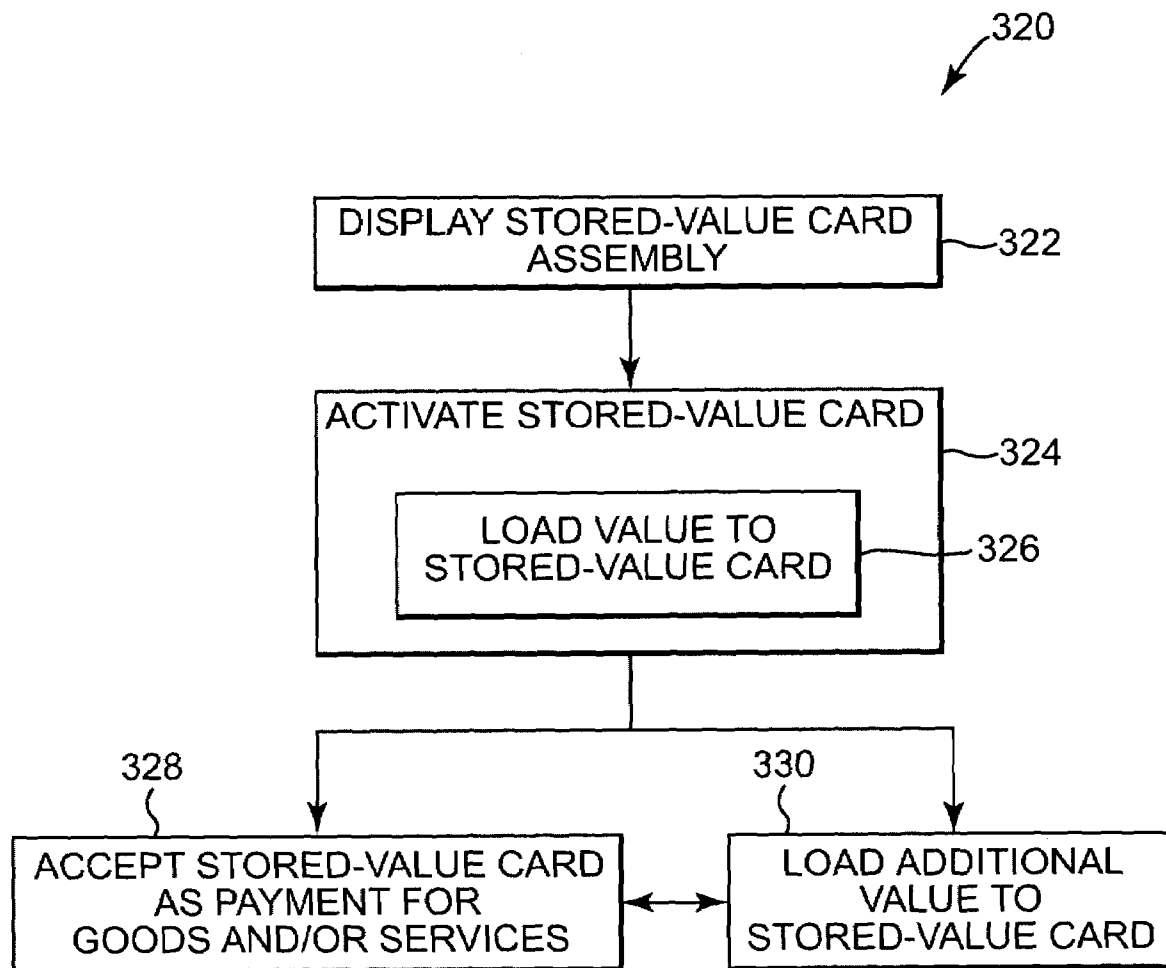 320
DISPLAY STORED-VALUE CARD
ASSEMBLY
322
ACTIVATE STORED-VALUE CARD
324
LOAD VALUE TO
STORED-VALUE CARD
326
328
ACCEPT STORED-VALUE CARD
AS PAYMENT FOR
GOODS AND/OR SERVICES
330
LOAD ADDITIONAL
VALUE TO
STORED-VALUE CARD